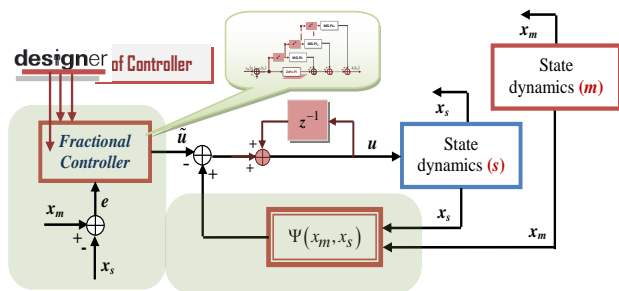 designer
of Controller
Fractional
Controller
ũ
-
+
+
+
z⁻¹
u
x_s
State
dynamics (s)
x_m
State
dynamics (m)
e
x_m
+
-
x_s
Ψ(x_m, x_s)
x_s
x_m